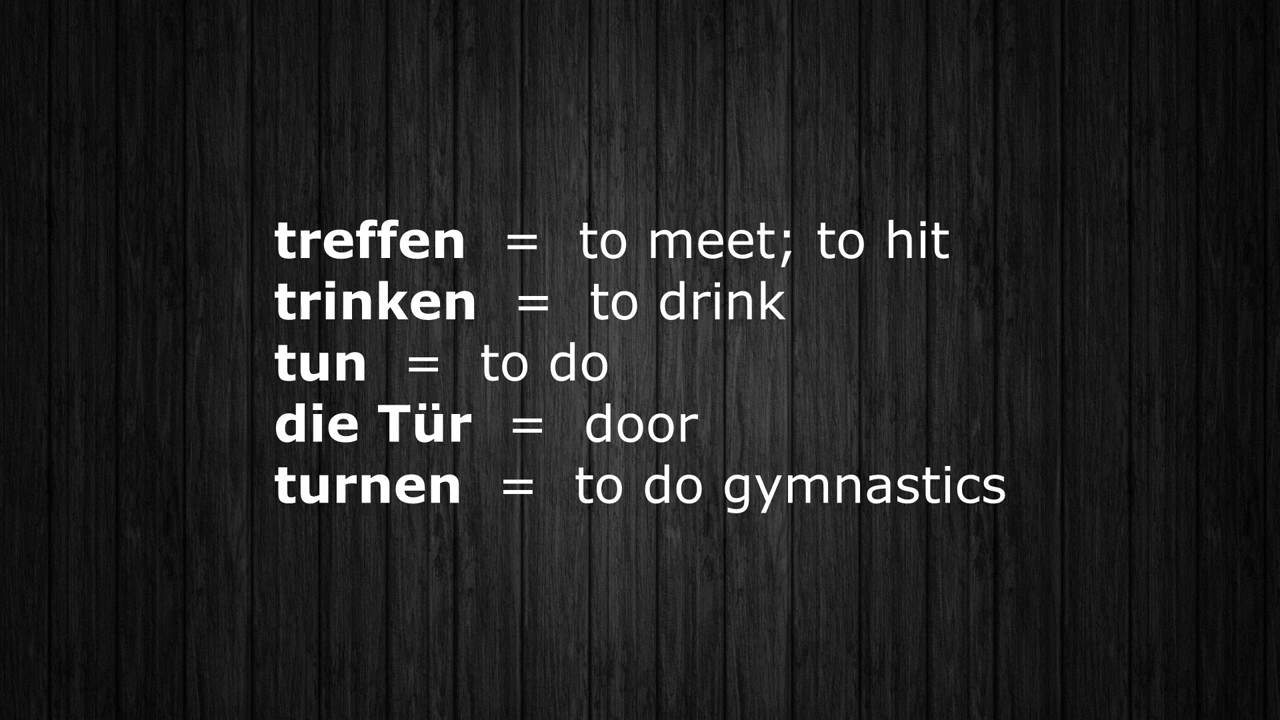 treffen = to meet; to hit
trinken = to drink
tun = to do
die Tür = door
turnen = to do gymnastics